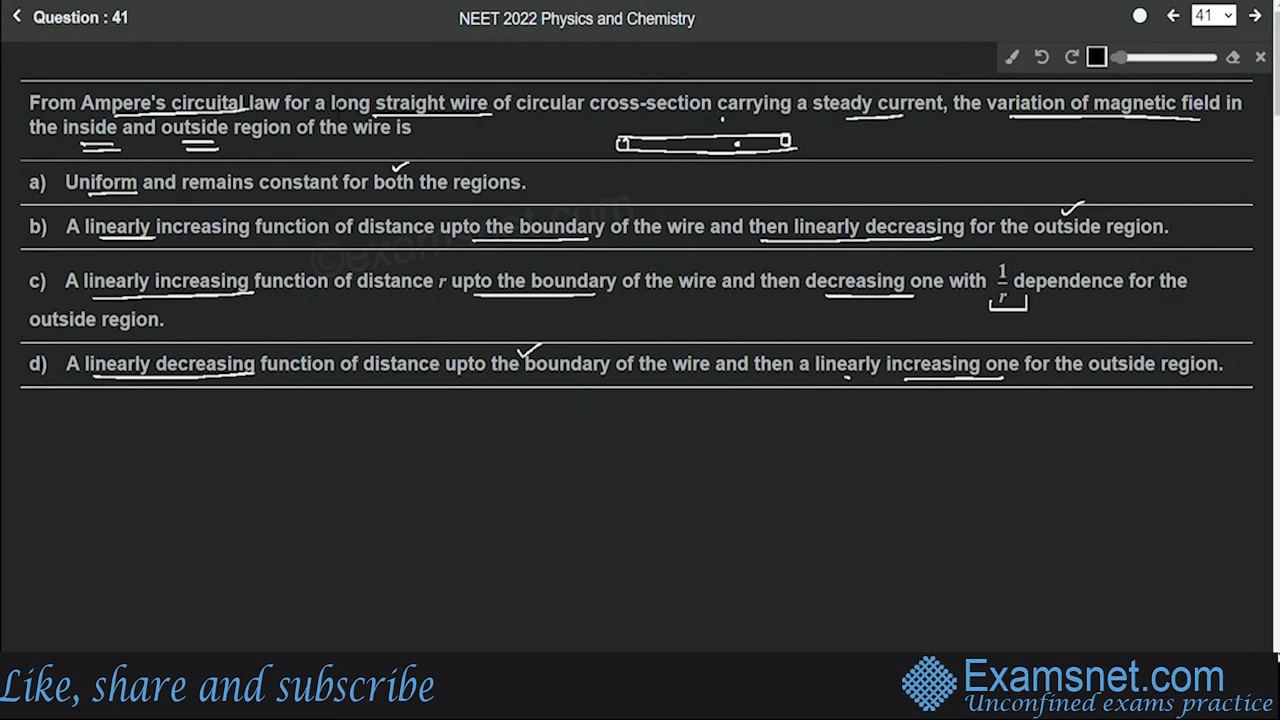 Question : 41
NEET 2022 Physics and Chemistry
41
From Ampere's circuital law for a long straight wire of circular cross-section carrying a steady current, the variation of magnetic field in
the inside and outside region of the wire is
a) Uniform and remains constant for both the regions.
b) A linearly increasing function of distance upto the boundary of the wire and then linearly decreasing for the outside region.
©examsnet.com
c) A linearly increasing function of distance r upto the boundary of the wire and then decreasing one with 1/r dependence for the
outside region.
d) A linearly decreasing function of distance upto the boundary of the wire and then a linearly increasing one for the outside region.
Like, share and subscribe
Examsnet.com
Unconfined exams practice